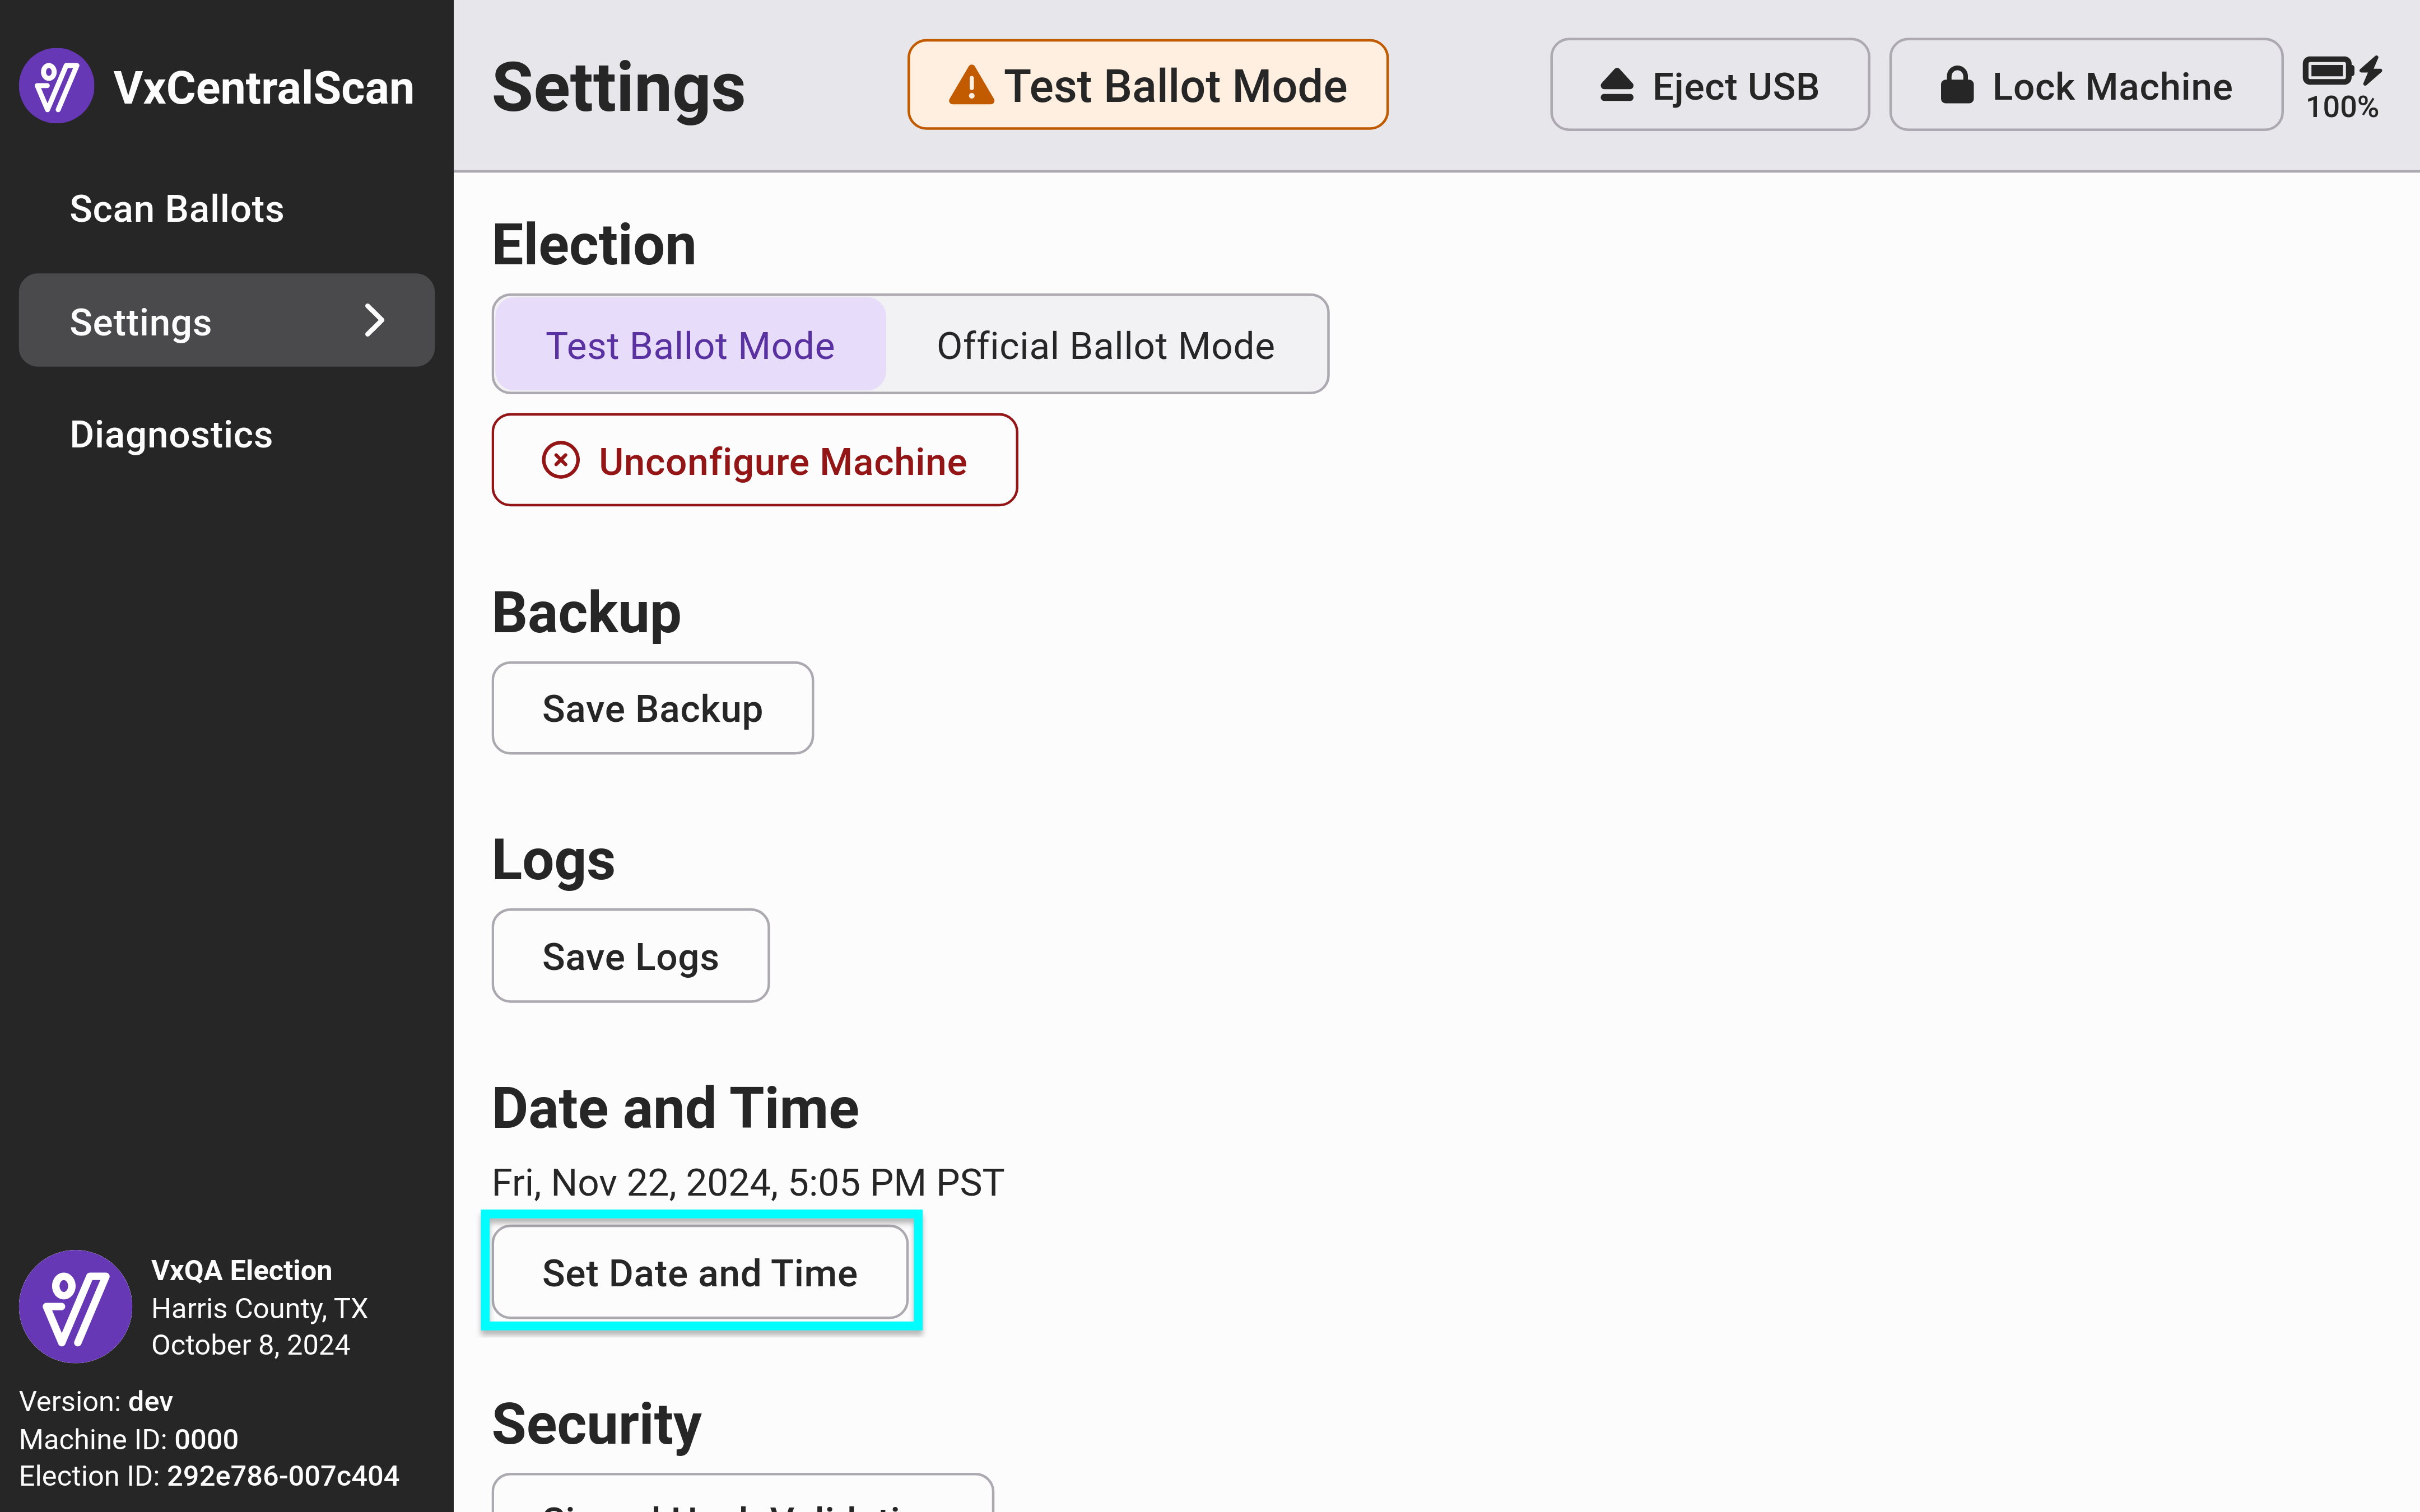 VxCentralScan
Scan Ballots
Settings
Diagnostics
VxQA Election
Harris County, TX
October 8, 2024
Version: dev
Machine ID: 0000
Election ID: 292e786-007c404
Settings
Test Ballot Mode
Eject USB
Lock Machine
100%
Election
Test Ballot Mode
Official Ballot Mode
Unconfigure Machine
Backup
Save Backup
Logs
Save Logs
Date and Time
Fri, Nov 22, 2024, 5:05 PM PST
Set Date and Time
Security